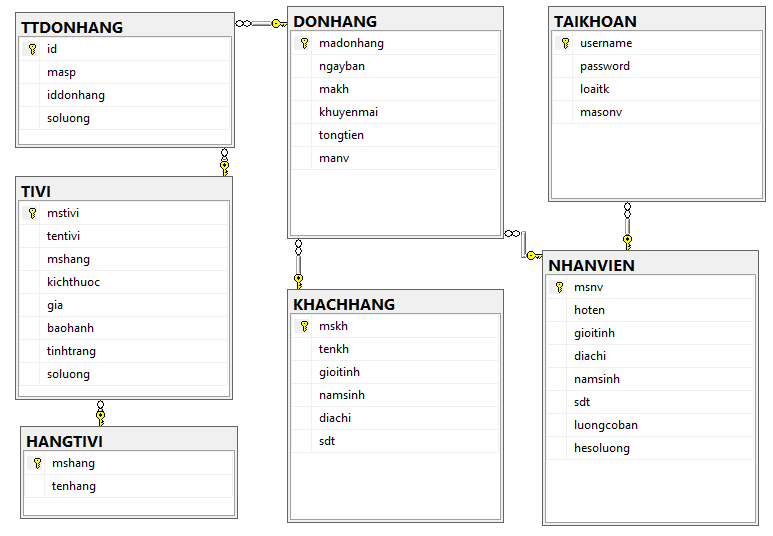 TTDONHANG
id
masp
iddonhang
soluong
DONHANG
madonhang
ngayban
makh
khuyenmai
tongtien
manv
TAIKHOAN
username
password
loaitk
masonv
TIVI
mstivi
tentivi
mshang
kichthuoc
gia
baohanh
tinhtrang
soluong
KHACHHANG
mskh
tenkh
gioitinh
namsinh
diachi
sdt
NHANVIEN
msnv
hoten
gioitinh
diachi
namsinh
sdt
luongcoban
hesoluong
HANGTIVI
mshang
tenhang